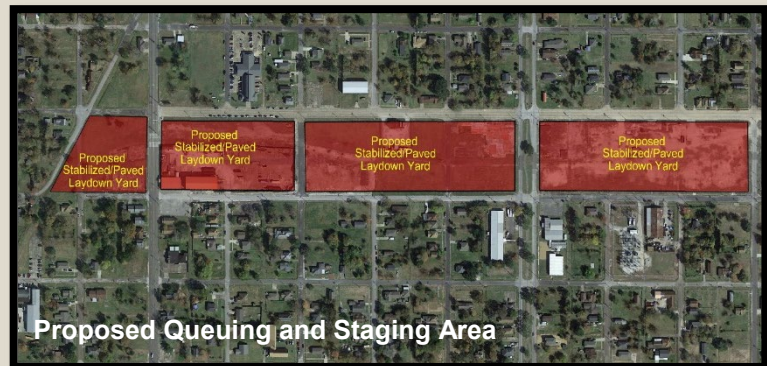 Proposed
Stabilized/Paved
Laydown Yard
Proposed
Stabilized/Paved
Laydown Yard
Proposed
Stabilized/Paved
Laydown Yard
Proposed
Stabilized/Paved
Laydown Yard
Proposed Queuing and Staging Area